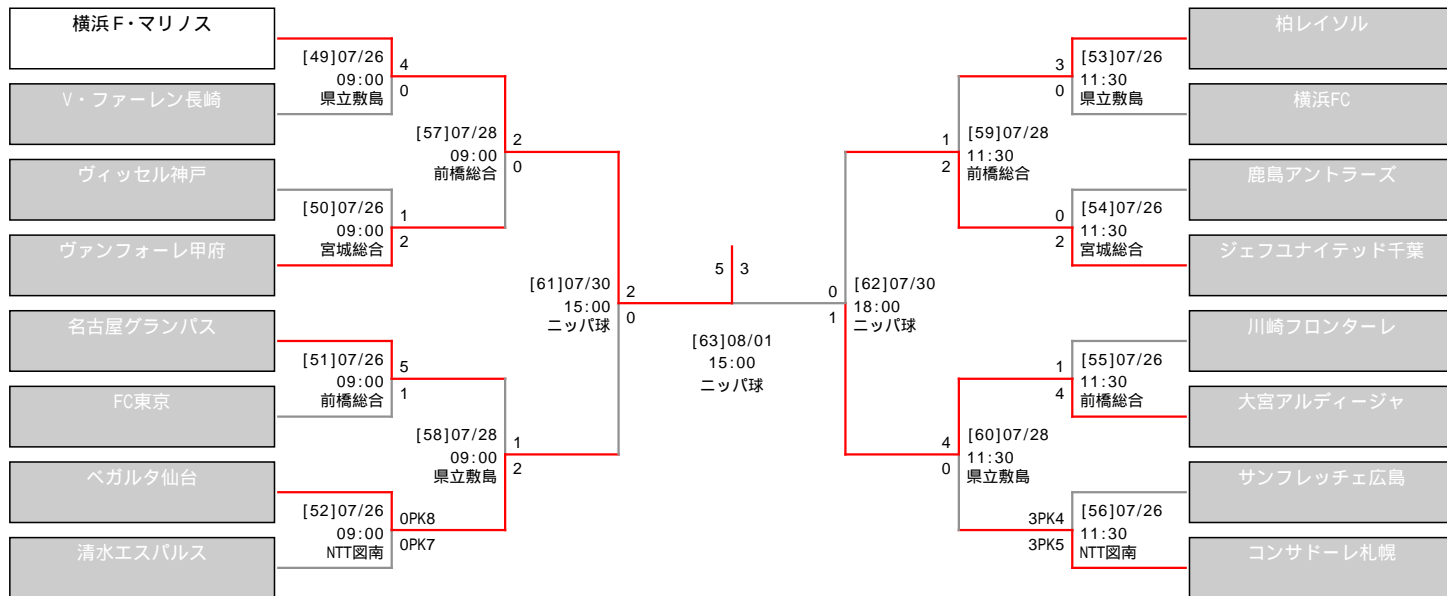 横浜F・マリノス
V・ファーレン長崎
ヴィッセル神戸
ヴァンフォーレ甲府
名古屋グランパス
FC東京
ベガルタ仙台
清水エスパルス
[49]07/26
09:00
県立敷島
4
0
[50]07/26
09:00
宮城総合
1
2
[51]07/26
09:00
前橋総合
5
1
[52]07/26
09:00
NTT図南
0PK8
0PK7
[57]07/28
09:00
前橋総合
2
0
[58]07/28
09:00
県立敷島
1
2
[61]07/30
15:00
ニッパ球
2
0
5 3
[63]08/01
15:00
ニッパ球
0
1
[62]07/30
18:00
ニッパ球
1
2
[59]07/28
11:30
前橋総合
4
0
[60]07/28
11:30
県立敷島
3
0
[53]07/26
11:30
県立敷島
0
2
[54]07/26
11:30
宮城総合
1
4
[55]07/26
11:30
前橋総合
3PK4
3PK5
[56]07/26
11:30
NTT図南
柏レイソル
横浜FC
鹿島アントラーズ
ジェフユナイテッド千葉
川崎フロンターレ
大宮アルディージャ
サンフレッチェ広島
コンサドーレ札幌